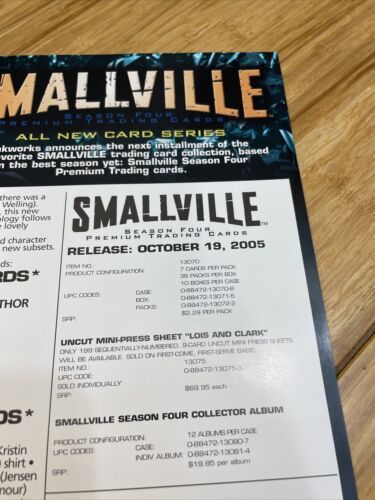 MALLVILLE
SEASON FOUR
PREMIUM TRADING CARDS
ALL NEW CARD SERIES
kworks announces the next installment of the
avorite SMALLVILLE trading card collection, based
n the best season yet: Smallville Season Four
Premium Trading cards.
there was a
Welling).
, this new
ology follows
e lovely
d character
new subsets.
ds:
RDS*
THOR
DS *
Kristin
) shirt •
(Jensen
mour)
SMALLVILLE™
SEASON FOUR
PREMIUM TRADING CARDS
RELEASE: OCTOBER 19, 2005
ITEM NO.: 13070
PRODUCT CONFIGURATION: 7 CARDS PER PACK
36 PACKS PER BOX
10 BOXES PER CASE
UPC CODES: CASE: 0-88472-13070-8
BOX: 0-88472-13071-5
PACK: 0-88472-13072-2
SRP: $2.29 PER PACK
UNCUT MINI-PRESS SHEET "LOIS AND CLARK"
ONLY 199 SEQUENTIALLY-NUMBERED, 9-CARD UNCUT MINI PRESS SHEETS
WILL BE AVAILABLE. SOLD ON FIRST-COME, FIRST-SERVE BASIS.
ITEM NO.: 13075
UPC CODE: 0-88472-13075-3
SOLD INDIVIDUALLY
SRP: $69.95 each
SMALLVILLE SEASON FOUR COLLECTOR ALBUM
PRODUCT CONFIGURATION: 12 ALBUMS PER CASE
UPC CODES: CASE: 0-88472-13080-7
INDIV ALBUM: 0-88472-13081-4
SRP: $19.95 per album